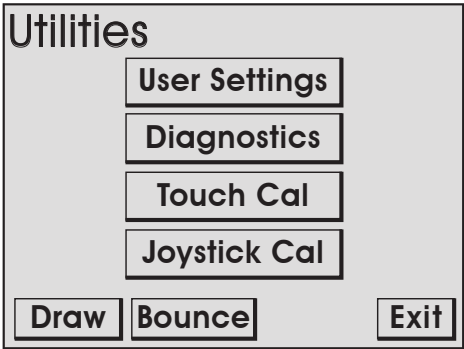 Utilities
User Settings
Diagnostics
Touch Cal
Joystick Cal
Draw Bounce Exit